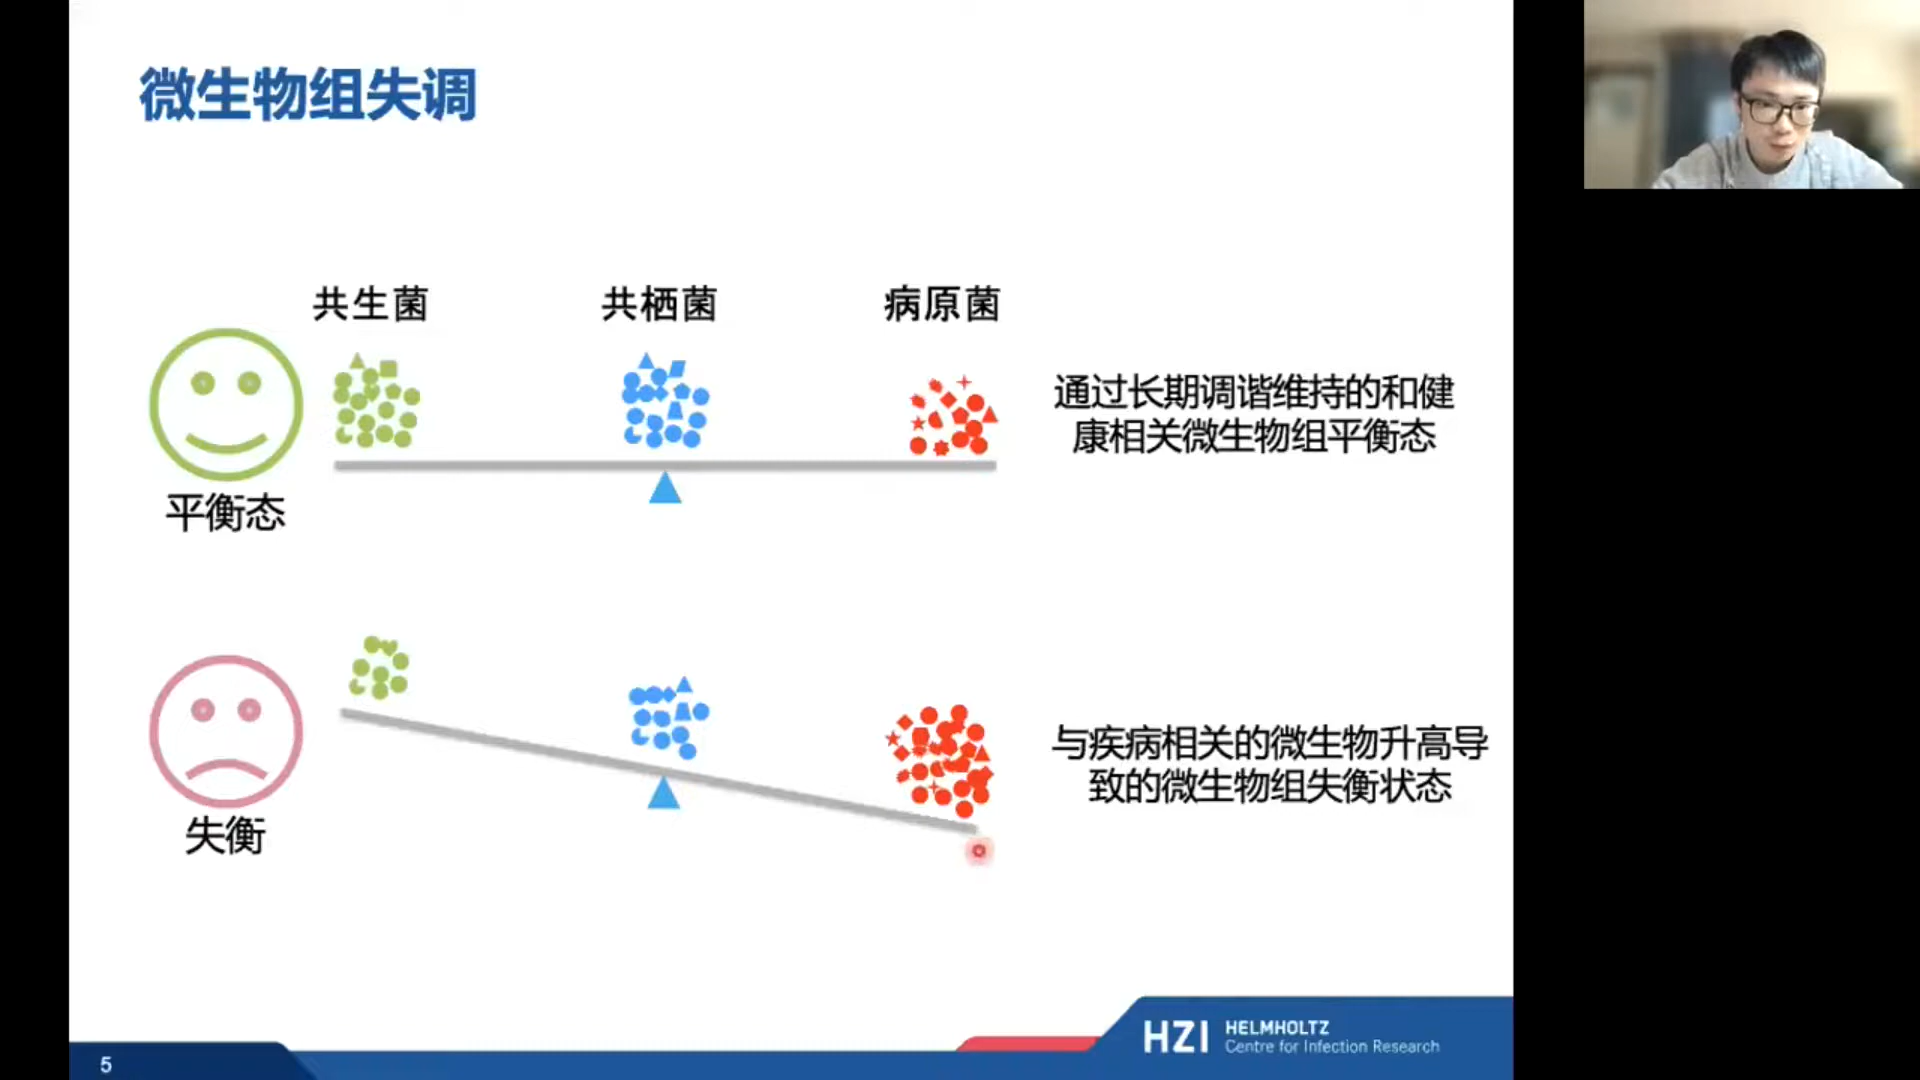 微生物组失调
共生菌
共栖菌
病原菌
通过长期调谐维持的和健
康相关微生物组平衡态
平衡态
与疾病相关的微生物升高导
致的微生物组失衡状态
失衡
5
HZI
HELMHOLTZ
Centre for Infection Research